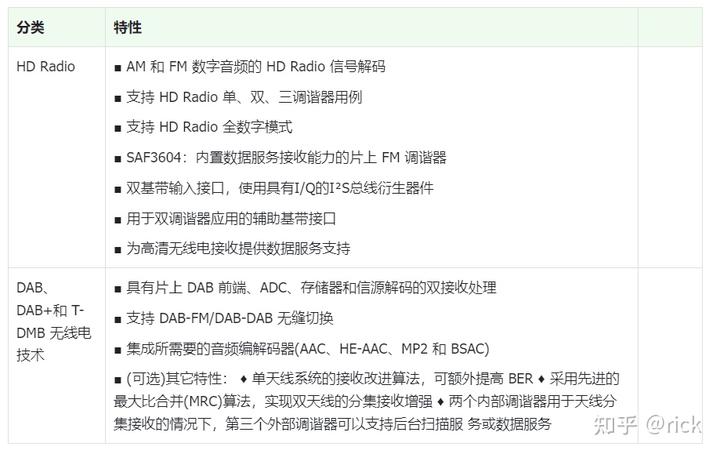 分类 特性
HD Radio
■ AM 和 FM 数字音频的 HD Radio 信号解码
■ 支持 HD Radio 单、双、三调谐器用例
■ 支持 HD Radio 全数字模式
■ SAF3604：内置数据服务接收能力的片上 FM 调谐器
■ 双基带输入接口，使用具有I/Q的I²S总线衍生器件
■ 用于双调谐器应用的辅助基带接口
■ 为高清无线电接收提供数据服务支持
DAB、
DAB+和 T-
DMB 无线电
技术
■ 具有片上 DAB 前端、ADC、存储器和信源解码的双接收处理
■ 支持 DAB-FM/DAB-DAB 无缝切换
■ 集成所需要的音频编解码器(AAC、HE-AAC、MP2 和 BSAC)
■ (可选)其它特性： ♦ 单天线系统的接收改进算法，可额外提高 BER ♦ 采用先进的
最大比合并(MRC)算法，实现双天线的分集接收增强 ♦ 两个内部调谐器用于天线分
集接收的情况下，第三个外部调谐器可以支持后台扫描服 务或数据服务
知乎 @rick